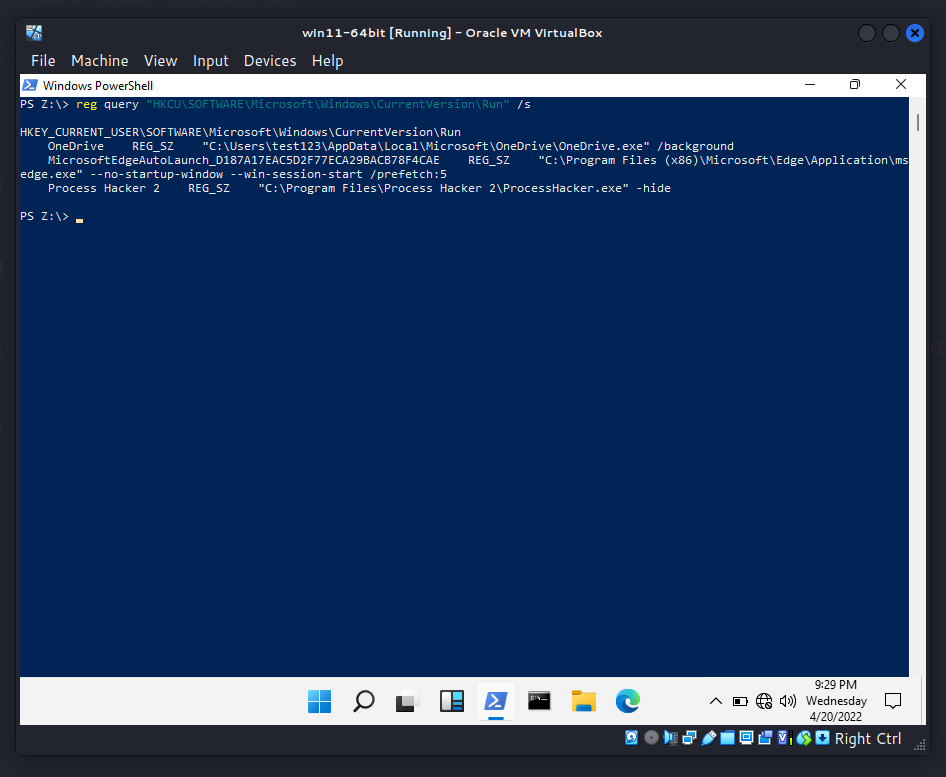 win11-64bit [Running] - Oracle VM VirtualBox
File Machine View Input Devices Help
Windows PowerShell
PS Z:\> reg query "HKCU\SOFTWARE\Microsoft\Windows\CurrentVersion\Run" /s
HKEY_CURRENT_USER\SOFTWARE\Microsoft\Windows\CurrentVersion\Run
OneDrive REG_SZ "C:\Users\test123\AppData\Local\Microsoft\OneDrive\OneDrive.exe" /background
MicrosoftEdgeAutoLaunch_D187A17EAC5D2F77ECA29BACB78F4CAE REG_SZ "C:\Program Files (x86)\Microsoft\Edge\Application\ms
edge.exe" --no-startup-window --win-session-start /prefetch:5
Process Hacker 2 REG_SZ "C:\Program Files\Process Hacker 2\ProcessHacker.exe" -hide
PS Z:\>
9:29 PM
Wednesday
4/20/2022
Right Ctrl